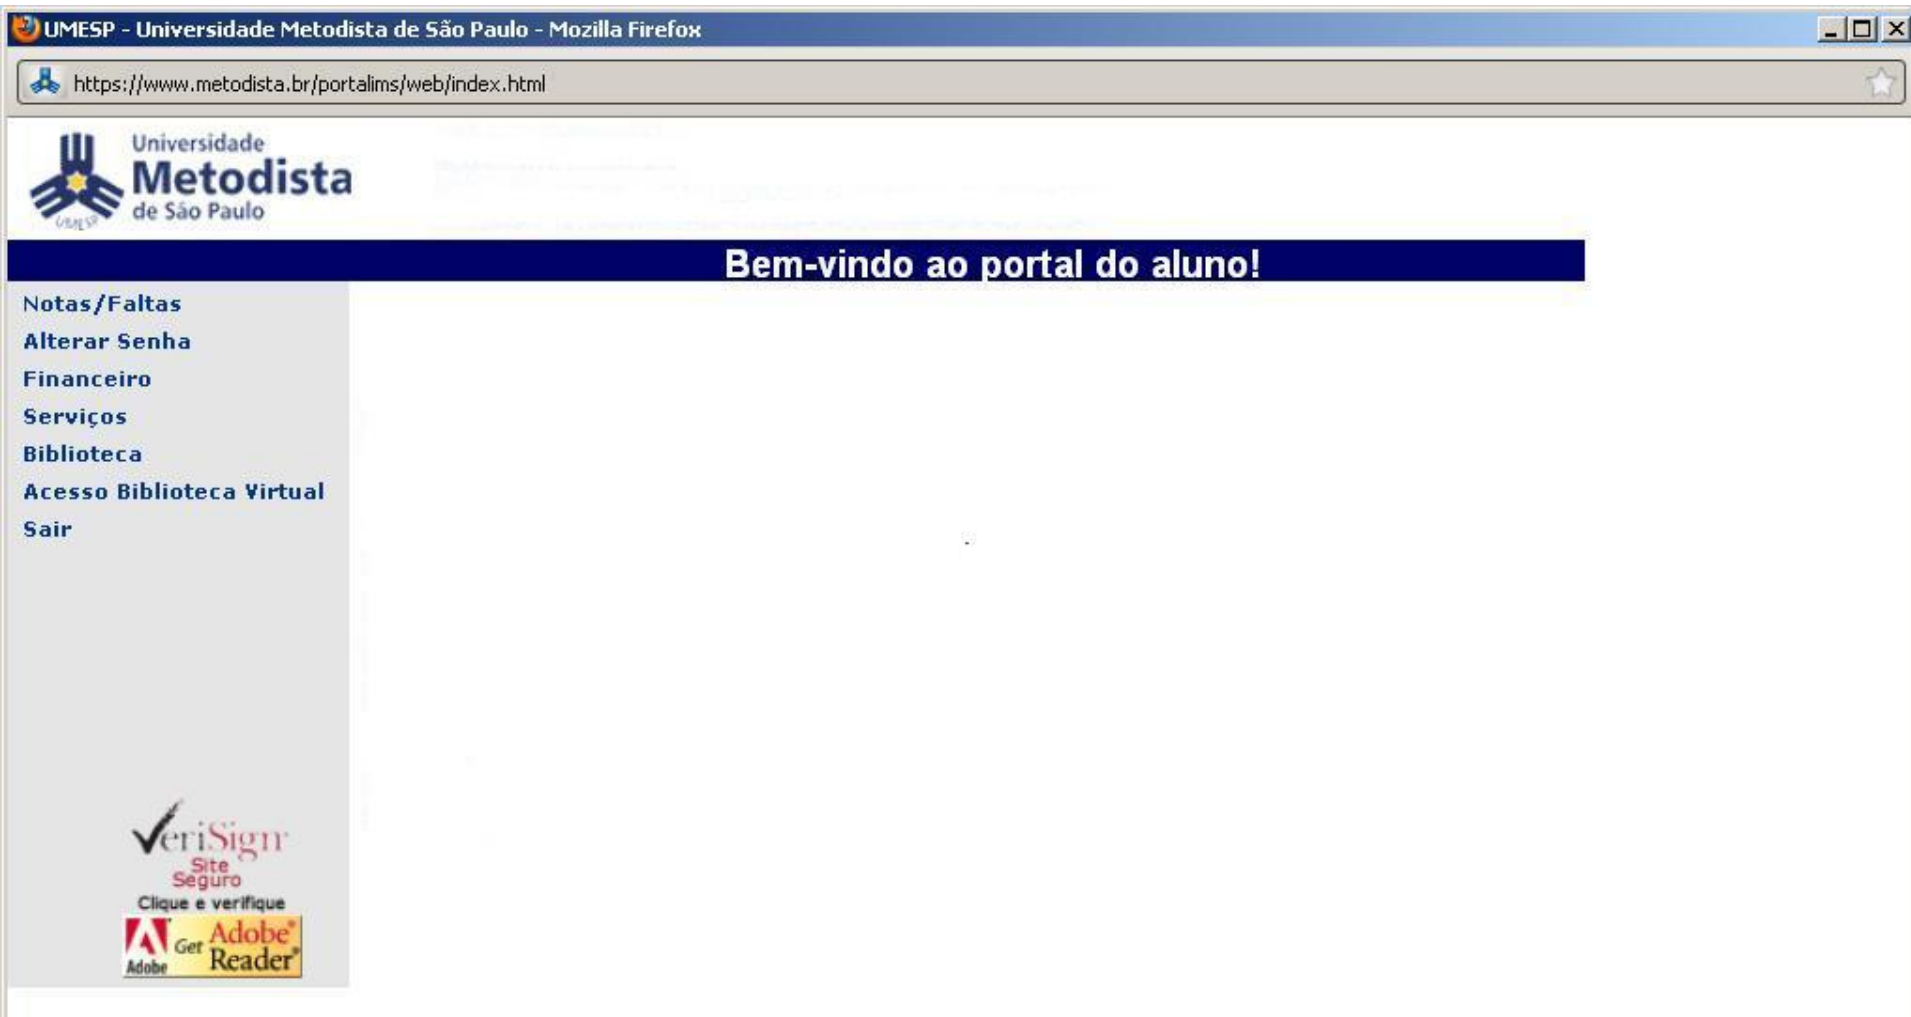 UMESP - Universidade Metodista de São Paulo - Mozilla Firefox
https://www.metodista.br/portalims/web/index.html
Universidade
Metodista
de São Paulo
UMESP
Bem-vindo ao portal do aluno!
Notas/Faltas
Alterar Senha
Financeiro
Serviços
Biblioteca
Acesso Biblioteca Virtual
Sair
VeriSign
Site
Seguro
Clique e verifique
Adobe
Get Adobe®
Reader®